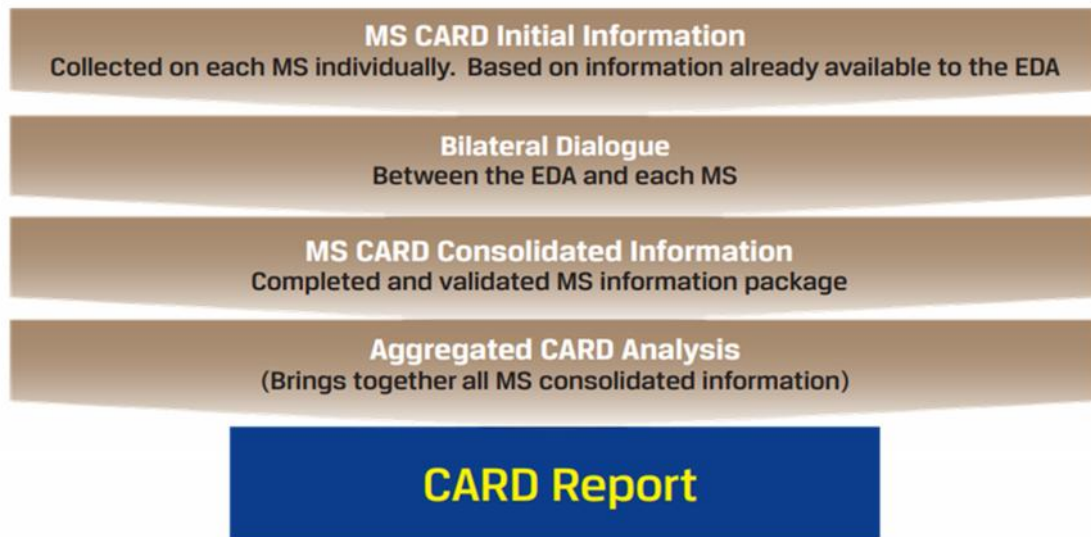 MS CARD Initial Information
Collected on each MS individually. Based on information already available to the EDA
Bilateral Dialogue
Between the EDA and each MS
MS CARD Consolidated Information
Completed and validated MS information package
Aggregated CARD Analysis
(Brings together all MS consolidated information)
CARD Report